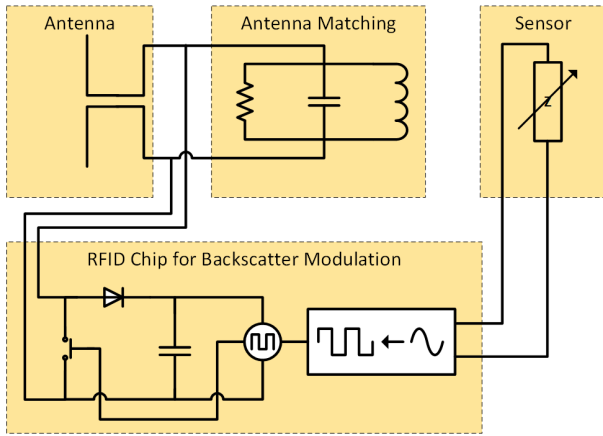 Antenna
Antenna Matching
Sensor
Z
RFID Chip for Backscatter Modulation